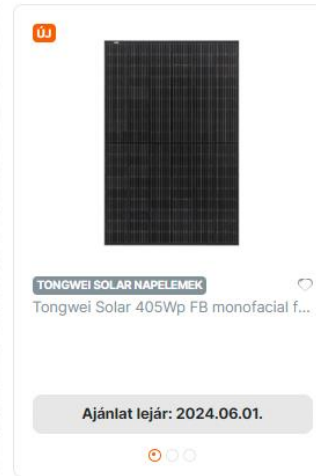 ÚJ
TONGWEI SOLAR NAPELEMEK
Tongwei Solar 405Wp FB monofacial f...
Ajánlat lejár: 2024.06.01.